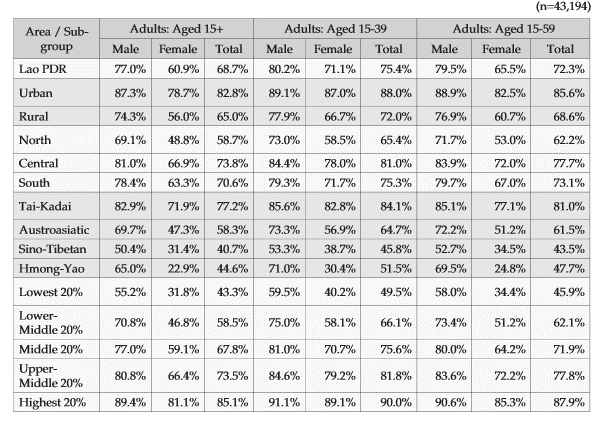 (n=43,194)
Area / Sub-group Adults: Aged 15+ Adults: Aged 15-39 Adults: Aged 15-59
Male Female Total Male Female Total Male Female Total
Lao PDR 77.0% 60.9% 68.7% 80.2% 71.1% 75.4% 79.5% 65.5% 72.3%
Urban 87.3% 78.7% 82.8% 89.1% 87.0% 88.0% 88.9% 82.5% 85.6%
Rural 74.3% 56.0% 65.0% 77.9% 66.7% 72.0% 76.9% 60.7% 68.6%
North 69.1% 48.8% 58.7% 73.0% 58.5% 65.4% 71.7% 53.0% 62.2%
Central 81.0% 66.9% 73.8% 84.4% 78.0% 81.0% 83.9% 72.0% 77.7%
South 78.4% 63.3% 70.6% 79.3% 71.7% 75.3% 79.7% 67.0% 73.1%
Tai-Kadai 82.9% 71.9% 77.2% 85.6% 82.8% 84.1% 85.1% 77.1% 81.0%
Austroasiatic 69.7% 47.3% 58.3% 73.3% 56.9% 64.7% 72.2% 51.2% 61.5%
Sino-Tibetan 50.4% 31.4% 40.7% 53.3% 38.7% 45.8% 52.7% 34.5% 43.5%
Hmong-Yao 65.0% 22.9% 44.6% 71.0% 30.4% 51.5% 69.5% 24.8% 47.7%
Lowest 20% 55.2% 31.8% 43.3% 59.5% 40.2% 49.5% 58.0% 34.4% 45.9%
Lower-Middle 20% 70.8% 46.8% 58.5% 75.0% 58.1% 66.1% 73.4% 51.2% 62.1%
Middle 20% 77.0% 59.1% 67.8% 81.0% 70.7% 75.6% 80.0% 64.2% 71.9%
Upper-Middle 20% 80.8% 66.4% 73.5% 84.6% 79.2% 81.8% 83.6% 72.2% 77.8%
Highest 20% 89.4% 81.1% 85.1% 91.1% 89.1% 90.0% 90.6% 85.3% 87.9%